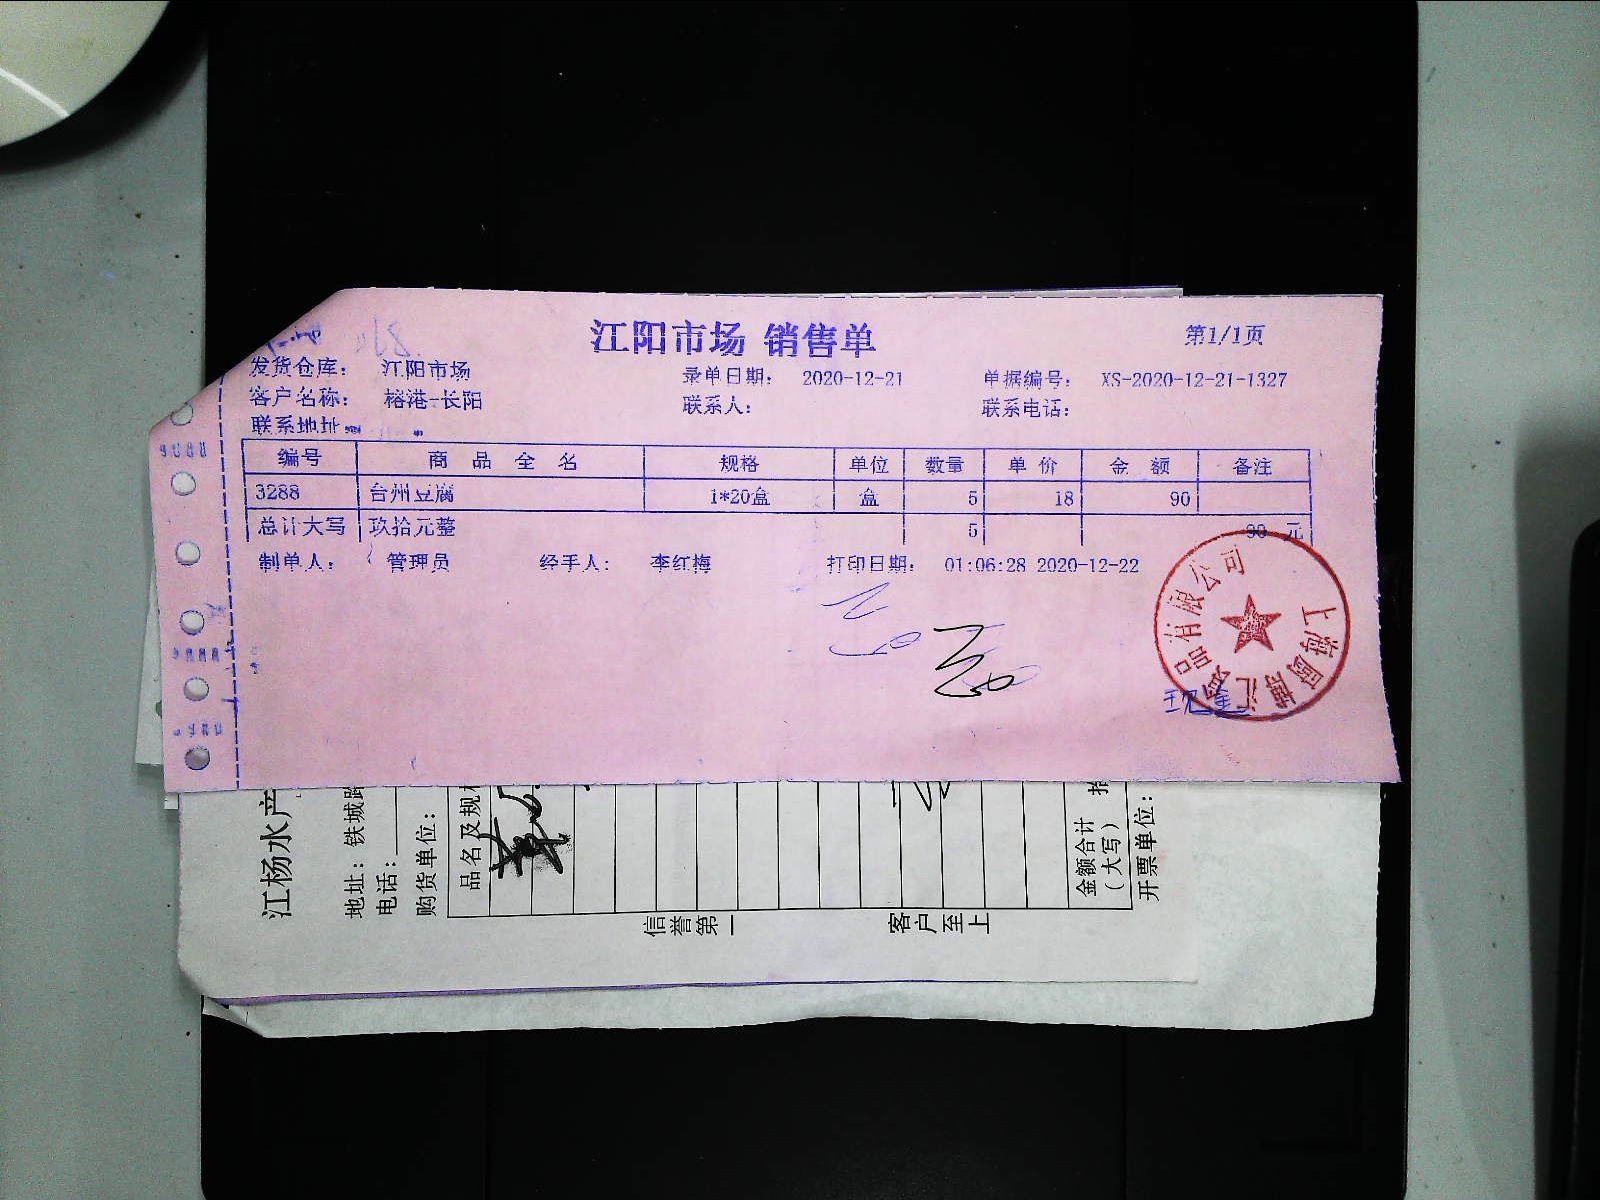 江阳市场 销售单
第1/1页
发货仓库： 江阳市场 录单日期： 2020-12-21 单据编号： XS-2020-12-21-1327
客户名称： 榕港-长阳 联系人： 联系电话：
联系地址
编号 商品全名 规格 单位 数量 单价 金额 备注
3288 台州豆腐 1*20盒 盒 5 18 90
总计大写 玖拾元整 5 90 元
制单人： 管理员 经手人： 李红梅 打印日期： 01:06:28 2020-12-22
江杨水产
地址：铁城路
电话：
购货单位：
品名及规格
金额合计
（大写）
拾
开票单位：
信誉第一
客户至上